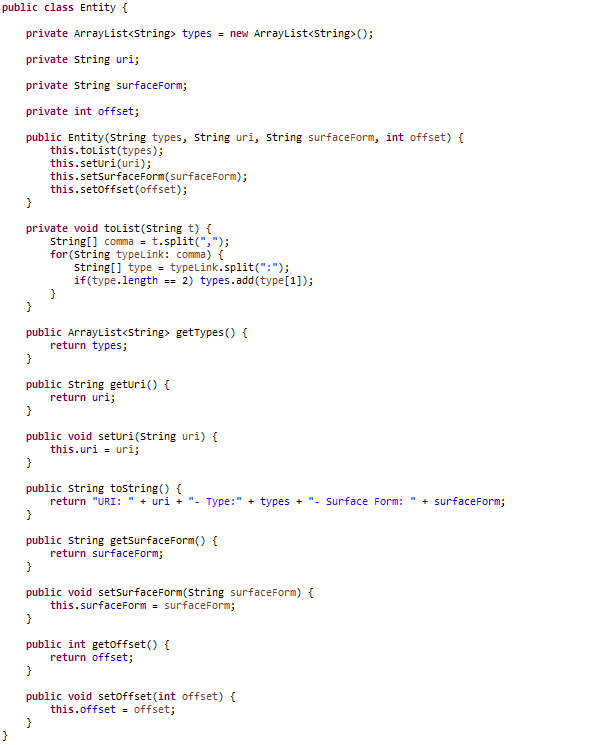 public class Entity {
private ArrayList<String> types = new ArrayList<String>();
private String uri;
private String surfaceForm;
private int offset;
public Entity(String types, String uri, String surfaceForm, int offset) {
this.toList(types);
this.setUri(uri);
this.setSurfaceForm(surfaceForm);
this.setOffset(offset);
}
private void toList(String t) {
String[] comma = t.split(",");
for(String typeLink: comma) {
String[] type = typeLink.split(":");
if(type.length == 2) types.add(type[1]);
}
}
public ArrayList<String> getTypes() {
return types;
}
public String getUri() {
return uri;
}
public void setUri(String uri) {
this.uri = uri;
}
public String toString() {
return "URI: " + uri + "- Type:" + types + "- Surface Form: " + surfaceForm;
}
public String getSurfaceForm() {
return surfaceForm;
}
public void setSurfaceForm(String surfaceForm) {
this.surfaceForm = surfaceForm;
}
public int getOffset() {
return offset;
}
public void setOffset(int offset) {
this.offset = offset;
}
}